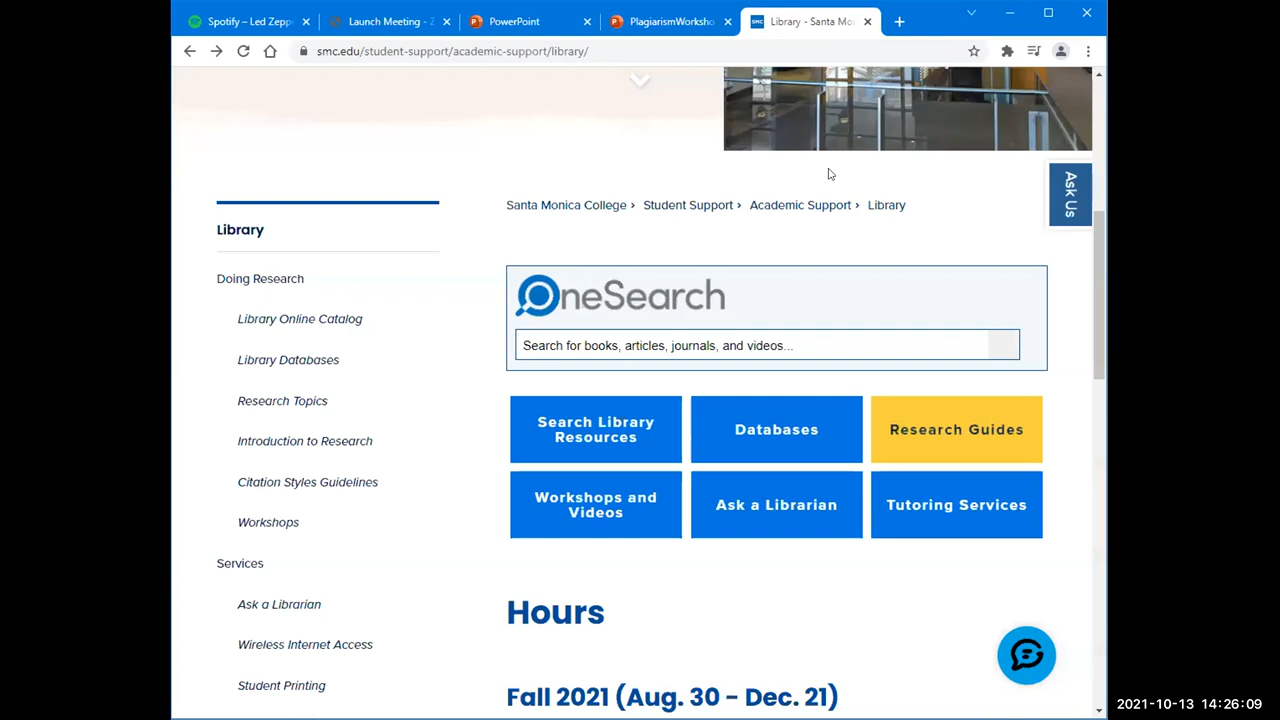 Spotify – Led Zeppe
Launch Meeting - Z
PowerPoint
PlagiarismWorksho
SMC
Library - Santa Mo
smc.edu/student-support/academic-support/library/
Ask Us
Santa Monica College › Student Support › Academic Support › Library
Library
Doing Research
Library Online Catalog
Library Databases
Research Topics
Introduction to Research
Citation Styles Guidelines
Workshops
Services
Ask a Librarian
Wireless Internet Access
Student Printing
OneSearch
Search for books, articles, journals, and videos...
Search Library
Resources
Databases
Research Guides
Workshops and
Videos
Ask a Librarian
Tutoring Services
Hours
Fall 2021 (Aug. 30 – Dec. 21)
2021-10-13 14:26:09